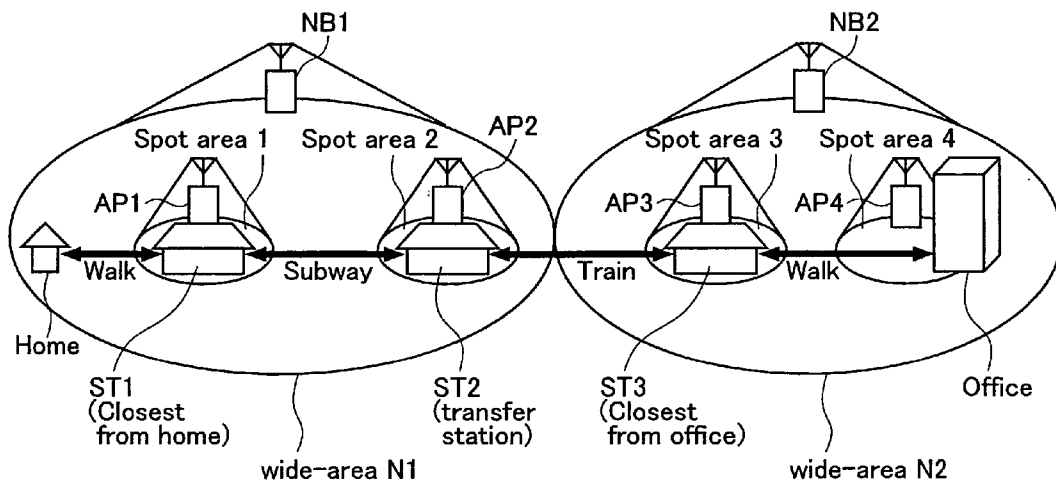 NB1
NB2
Spot area 1
Spot area 2
AP2
Spot area 3
Spot area 4
AP1
AP3
AP4
Walk
Subway
Train
Walk
Home
ST1
(Closest
from home)
ST2
(transfer
station)
ST3
(Closest
from office)
Office
wide-area N1
wide-area N2